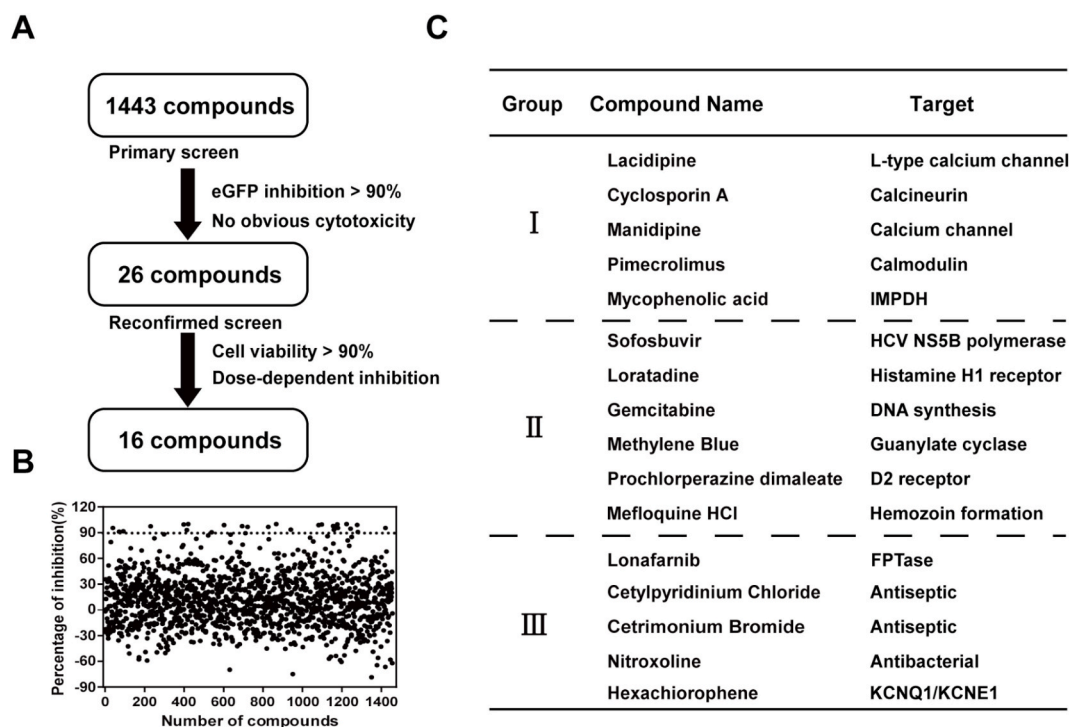 A
1443 compounds
Primary screen
eGFP inhibition > 90%
No obvious cytotoxicity
26 compounds
Reconfirmed screen
Cell viability > 90%
Dose-dependent inhibition
16 compounds
B
Percentage of inhibition(%)
120
90
60
30
0
-30
-60
-90
0 200 400 600 800 1000 1200 1400
Number of compounds
C
Group Compound Name Target
I
Lacidipine L-type calcium channel
Cyclosporin A Calcineurin
Manidipine Calcium channel
Pimecrolimus Calmodulin
Mycophenolic acid IMPDH
II
Sofosbuvir HCV NS5B polymerase
Loratadine Histamine H1 receptor
Gemcitabine DNA synthesis
Methylene Blue Guanylate cyclase
Prochlorperazine dimaleate D2 receptor
Mefloquine HCl Hemozoin formation
III
Lonafarnib FPTase
Cetylpyridinium Chloride Antiseptic
Cetrimonium Bromide Antiseptic
Nitroxoline Antibacterial
Hexachiorophene KCNQ1/KCNE1